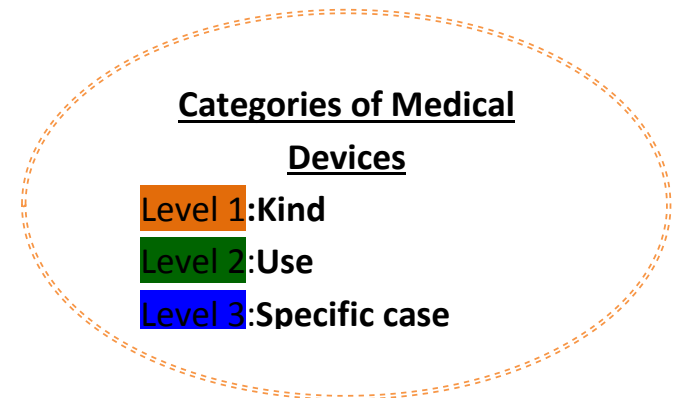 Categories of Medical
Devices
Level 1:Kind
Level 2:Use
Level 3:Specific case